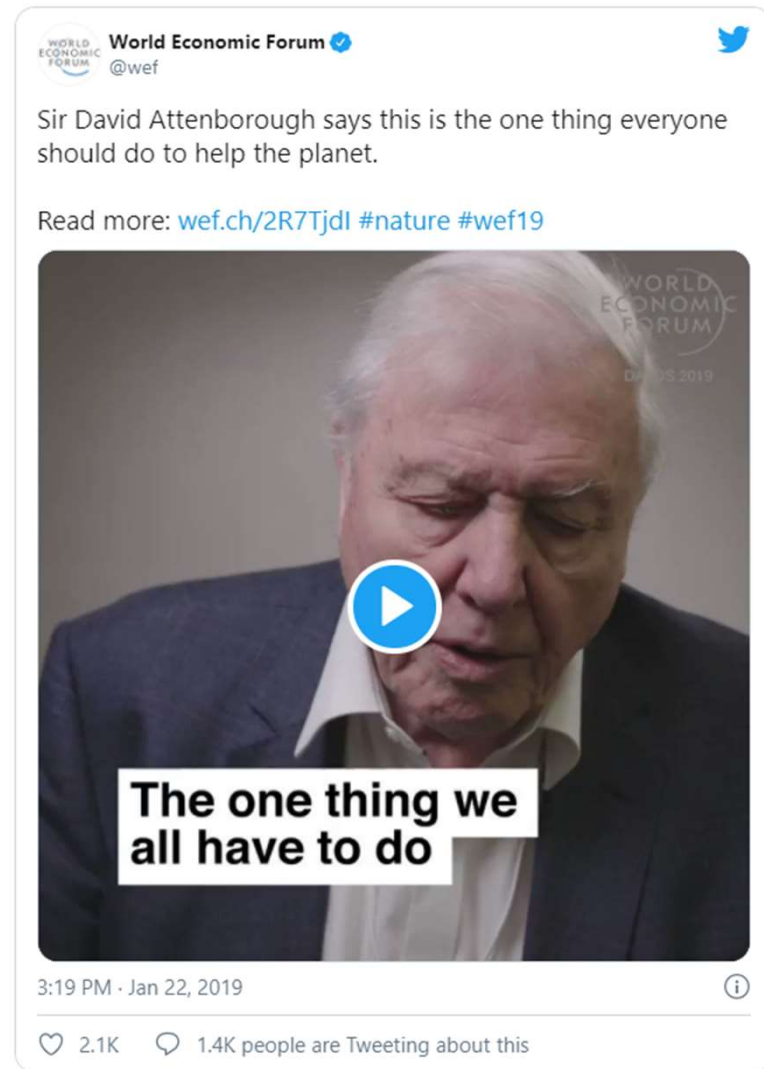 WORLD
ECONOMIC
FORUM
World Economic Forum
@wef
Sir David Attenborough says this is the one thing everyone
should do to help the planet.
Read more: wef.ch/2R7TjdI #nature #wef19
WORLD
ECONOMIC
FORUM
2019
The one thing we
all have to do
3:19 PM · Jan 22, 2019
2.1K 1.4K people are Tweeting about this